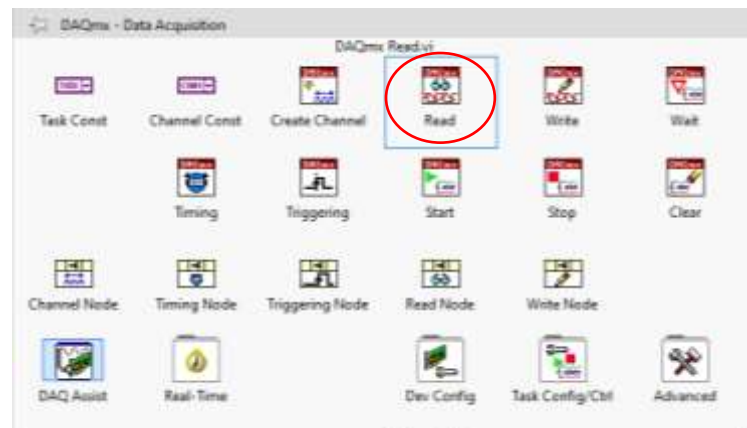 DAQmx - Data Acquisition
DAQmx Read.vi
Task Const Channel Const Create Channel Read Write Wait
Timing Triggering Start Stop Clear
Channel Node Timing Node Triggering Node Read Node Write Node
DAQ Assist Real-Time Dev Config Task Config/Ctrl Advanced